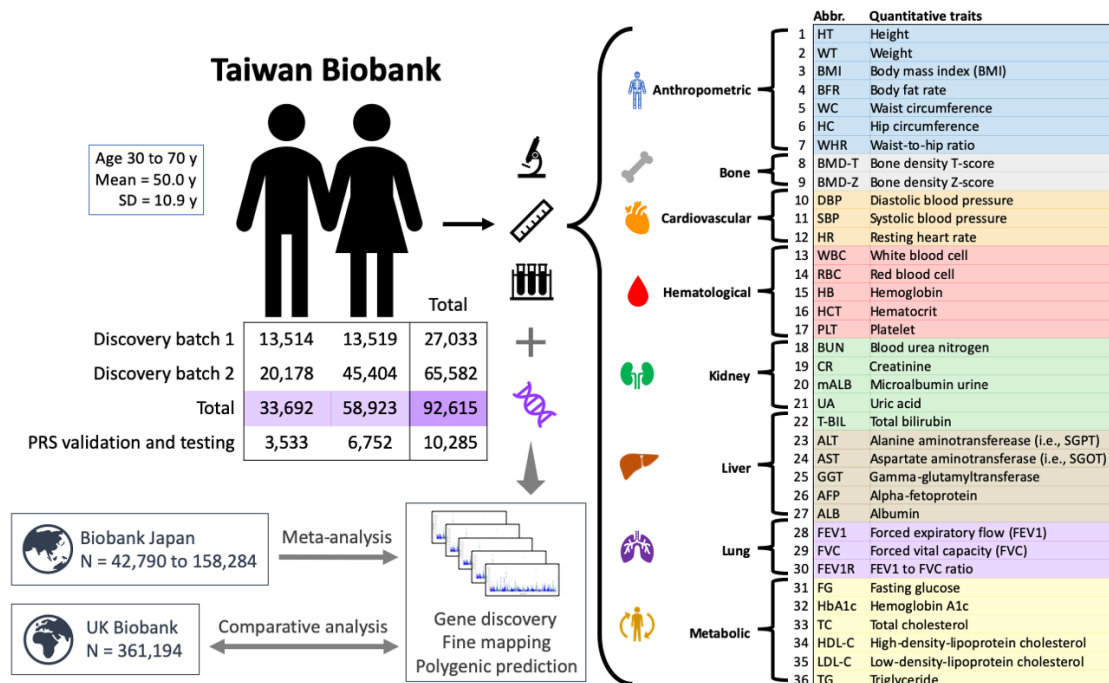 Taiwan Biobank
Age 30 to 70 y
Mean = 50.0 y
SD = 10.9 y
Total
Discovery batch 1 13,514 13,519 27,033
Discovery batch 2 20,178 45,404 65,582
Total 33,692 58,923 92,615
PRS validation and testing 3,533 6,752 10,285
Biobank Japan
N = 42,790 to 158,284
Meta-analysis
UK Biobank
N = 361,194
Comparative analysis
Gene discovery
Fine mapping
Polygenic prediction
Anthropometric
Bone
Cardiovascular
Hematological
Kidney
Liver
Lung
Metabolic
Abbr. Quantitative traits
1 HT Height
2 WT Weight
3 BMI Body mass index (BMI)
4 BFR Body fat rate
5 WC Waist circumference
6 HC Hip circumference
7 WHR Waist-to-hip ratio
8 BMD-T Bone density T-score
9 BMD-Z Bone density Z-score
10 DBP Diastolic blood pressure
11 SBP Systolic blood pressure
12 HR Resting heart rate
13 WBC White blood cell
14 RBC Red blood cell
15 HB Hemoglobin
16 HCT Hematocrit
17 PLT Platelet
18 BUN Blood urea nitrogen
19 CR Creatinine
20 mALB Microalbumin urine
21 UA Uric acid
22 T-BIL Total bilirubin
23 ALT Alanine aminotransferease (i.e., SGPT)
24 AST Aspartate aminotransferase (i.e., SGOT)
25 GGT Gamma-glutamyltransferase
26 AFP Alpha-fetoprotein
27 ALB Albumin
28 FEV1 Forced expiratory flow (FEV1)
29 FVC Forced vital capacity (FVC)
30 FEV1R FEV1 to FVC ratio
31 FG Fasting glucose
32 HbA1c Hemoglobin A1c
33 TC Total cholesterol
34 HDL-C High-density-lipoprotein cholesterol
35 LDL-C Low-density-lipoprotein cholesterol
36 TG Triglyceride